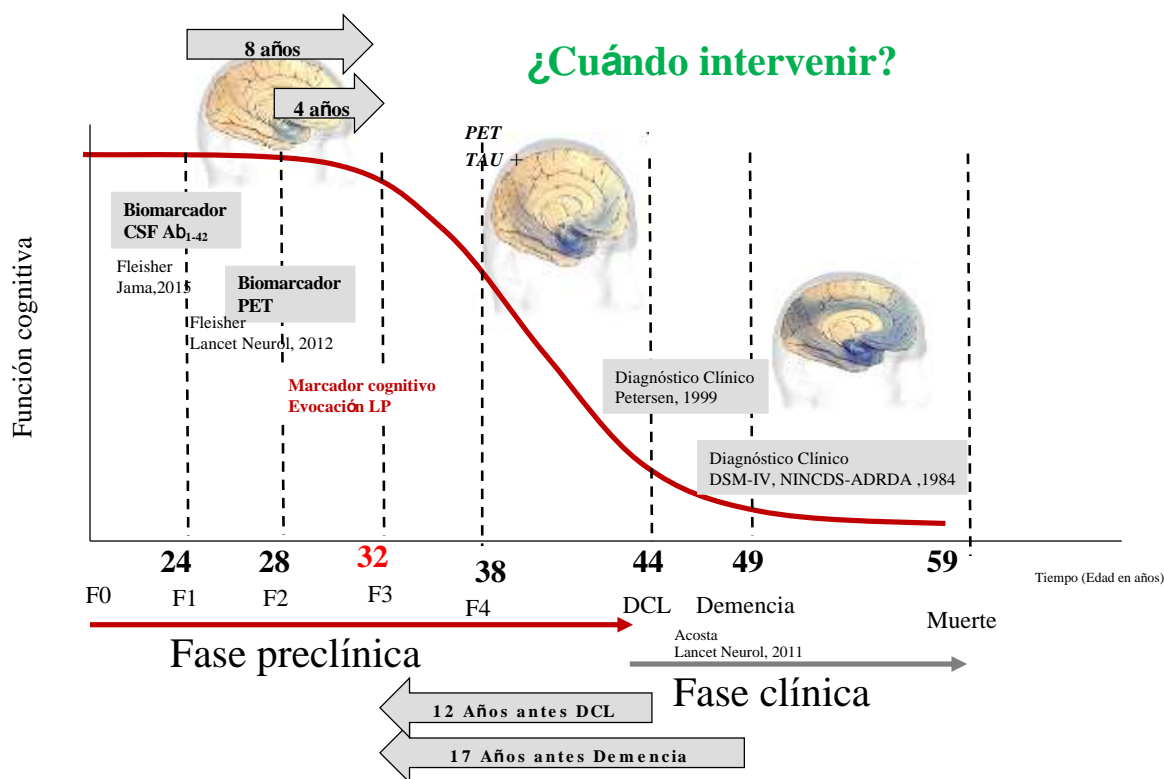 8 años
¿Cuándo intervenir?
4 años
PET
TAU +
Función cognitiva
Biomarcador
CSF Ab1-42
Fleisher
Jama,2015
Biomarcador
PET
Fleisher
Lancet Neurol, 2012
Marcador cognitivo
Evocación LP
Diagnóstico Clínico
Petersen, 1999
Diagnóstico Clínico
DSM-IV, NINCDS-ADRDA ,1984
24 28 32 38 44 49 59
Tiempo (Edad en años)
F0 F1 F2 F3 F4 DCL Demencia Muerte
Acosta
Lancet Neurol, 2011
Fase preclínica
Fase clínica
12 Años antes DCL
17 Años antes Demencia